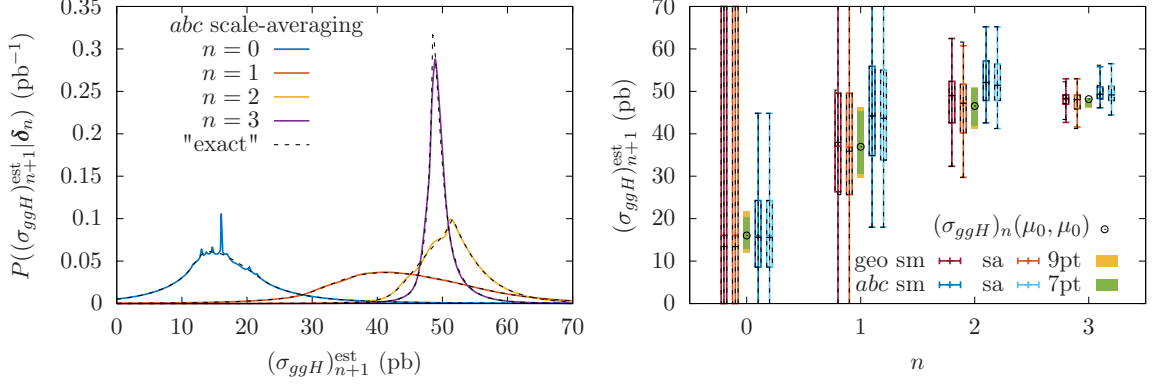 P((σ_ggH)^est_{n+1}|δ_n) (pb⁻¹)
0.35
0.3
0.25
0.2
0.15
0.1
0.05
0
abc scale-averaging
n = 0
n = 1
n = 2
n = 3
"exact"
0 10 20 30 40 50 60 70
(σ_ggH)^est_{n+1} (pb)
(σ_ggH)^est_{n+1} (pb)
70
60
50
40
30
20
10
0
(σ_ggH)_n(μ_0, μ_0)
geo sm sa 9pt
abc sm sa 7pt
0 1 2 3
n